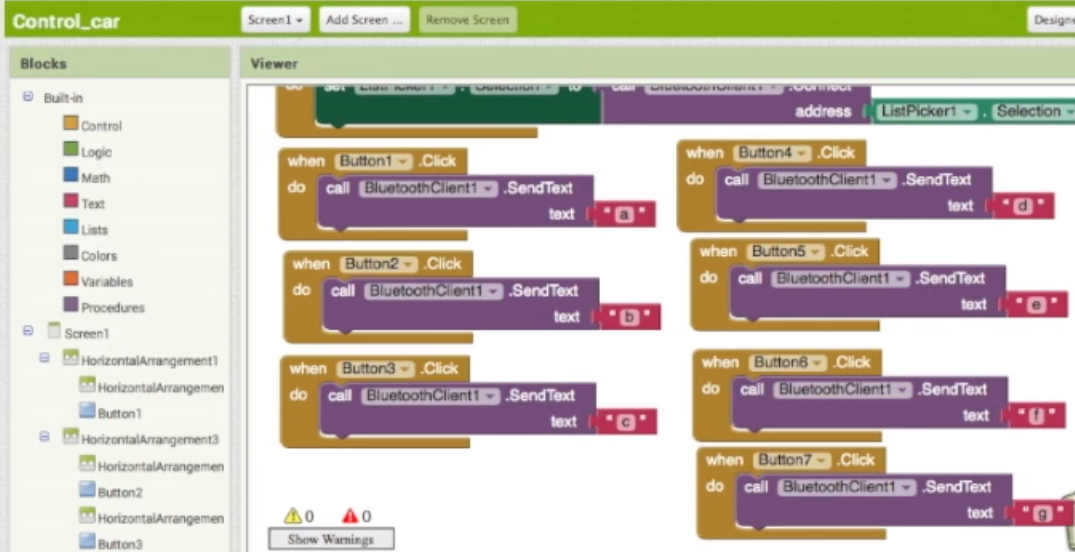 Control_car
Screen1
Add Screen ...
Remove Screen
Designe
Blocks
Viewer
Built-in
Control
Logic
Math
Text
Lists
Colors
Variables
Procedures
Screen1
HorizontalArrangement1
HorizontalArrangemen
Button1
HorizontalArrangement3
HorizontalArrangemen
Button2
HorizontalArrangemen
Button3
do set ListPicker1 . Selection to call BluetoothClient1 .Connect
address ListPicker1 . Selection
when Button1 .Click
do call BluetoothClient1 .SendText
text " a "
when Button2 .Click
do call BluetoothClient1 .SendText
text " b "
when Button3 .Click
do call BluetoothClient1 .SendText
text " c "
when Button4 .Click
do call BluetoothClient1 .SendText
text " d "
when Button5 .Click
do call BluetoothClient1 .SendText
text " e "
when Button6 .Click
do call BluetoothClient1 .SendText
text " f "
when Button7 .Click
do call BluetoothClient1 .SendText
text " g "
0 0
Show Warnings